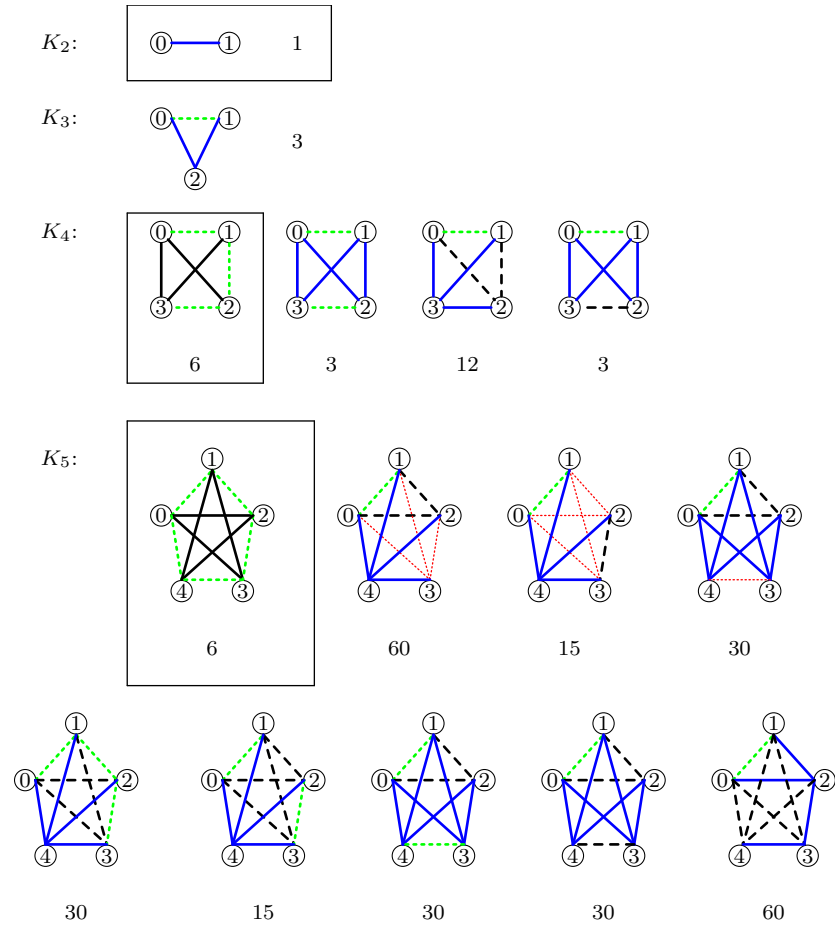 K₂:
0 1 1
K₃:
0 1
3
2
K₄:
0 1 0 1 0 1 0 1
3 2 3 2 3 2 3 2
6 3 12 3
K₅:
1 1 1 1
0 2 0 2 0 2 0 2
4 3 4 3 4 3 4 3
6 60 15 30
1 1 1 1 1
0 2 0 2 0 2 0 2 0 2
4 3 4 3 4 3 4 3 4 3
30 15 30 30 60